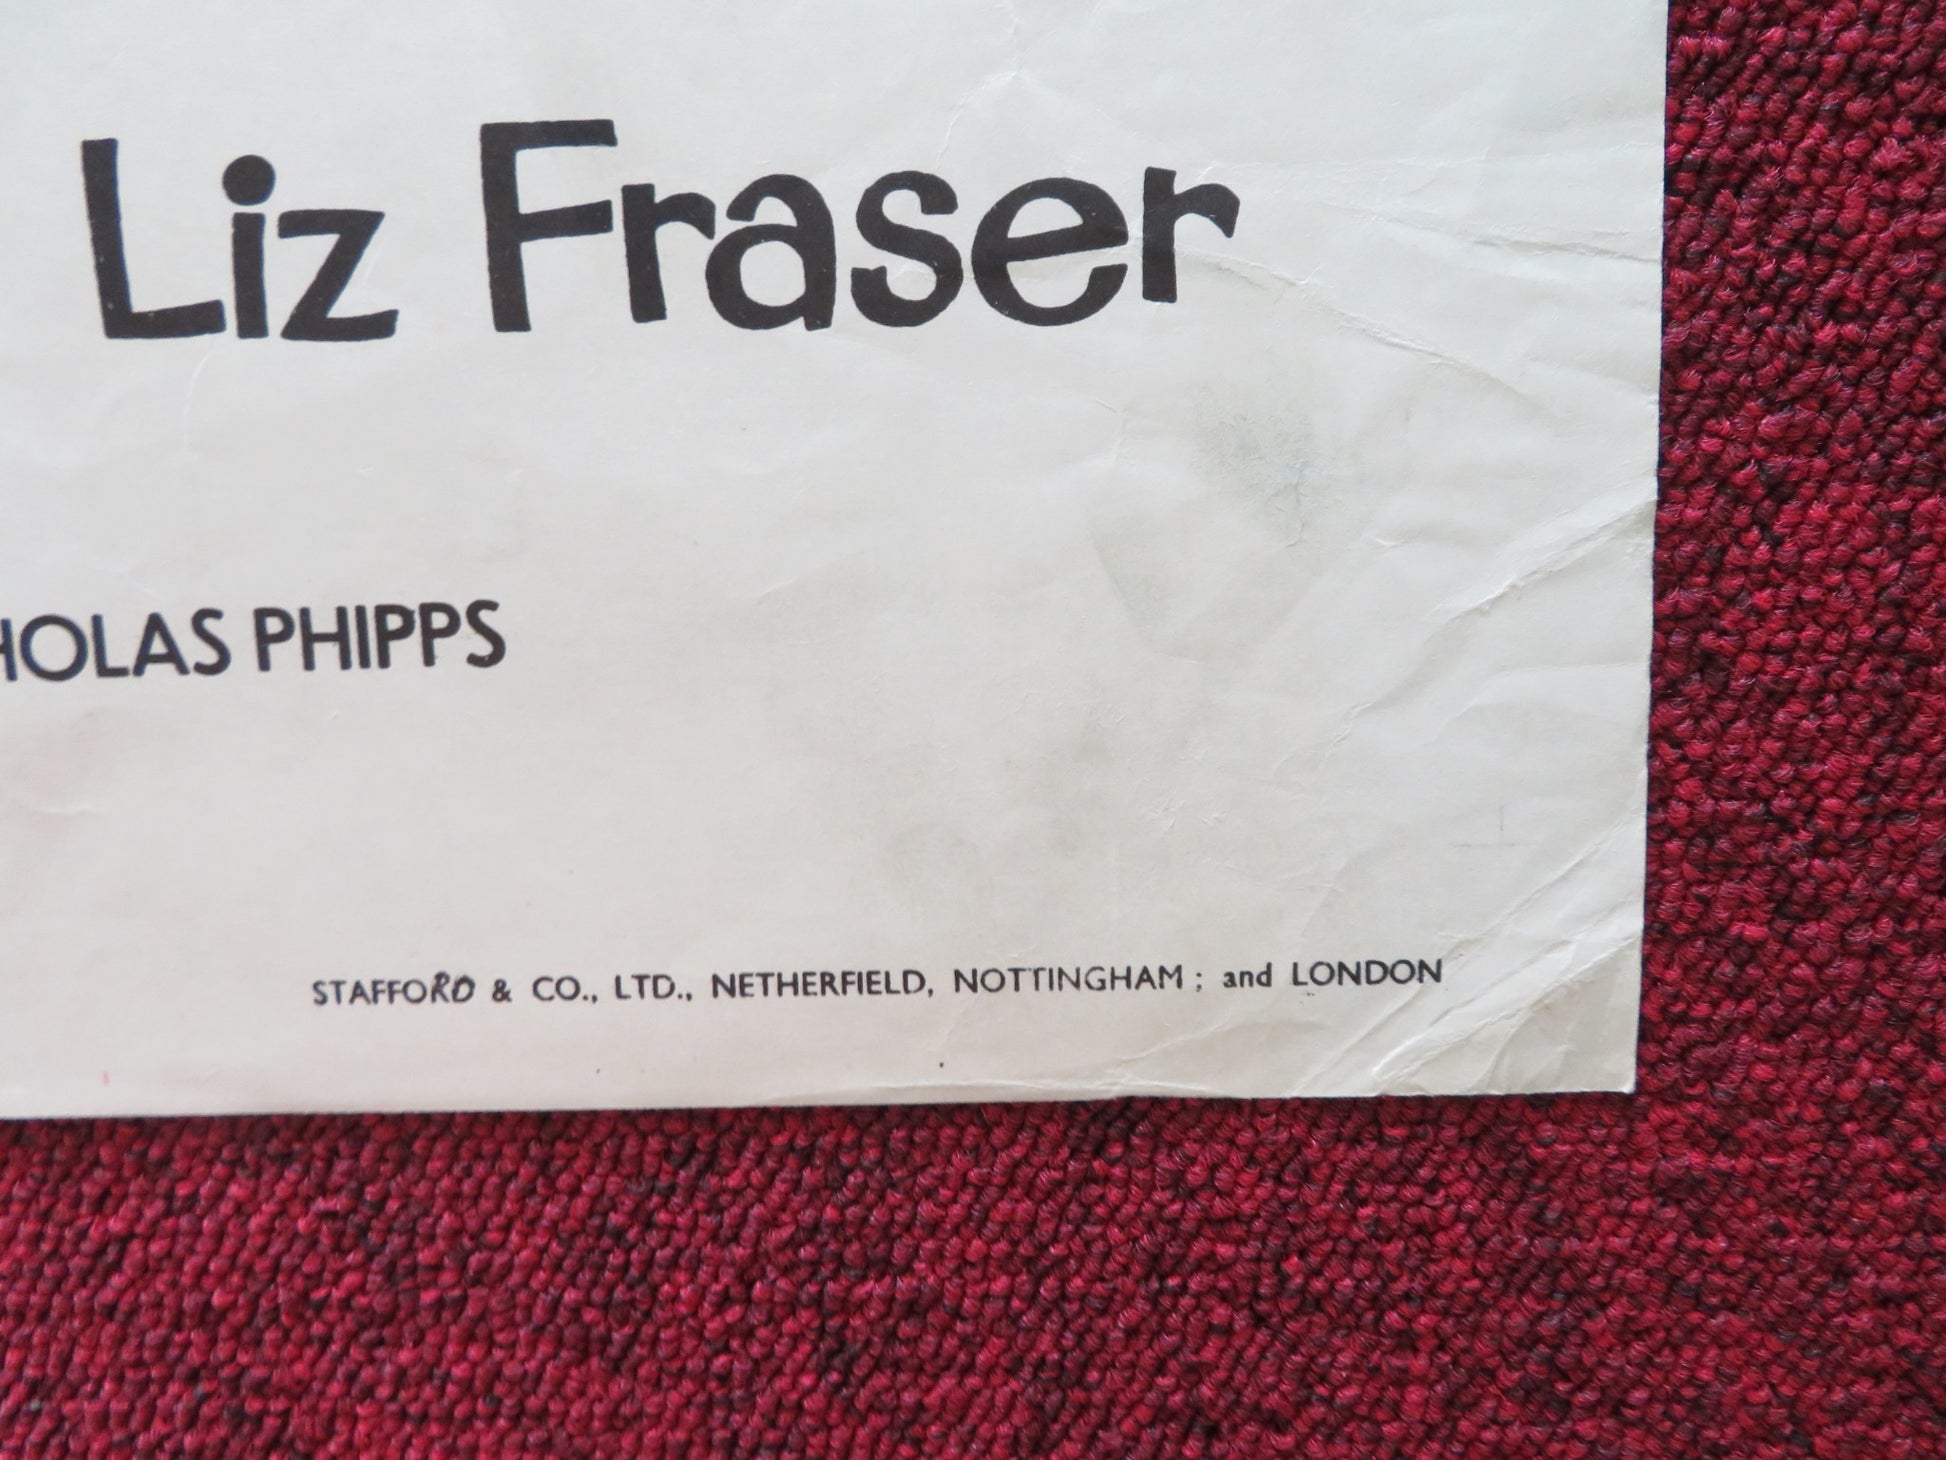 Liz Fraser
HOLAS PHIPPS
STAFFORD & CO., LTD., NETHERFIELD, NOTTINGHAM ; and LONDON